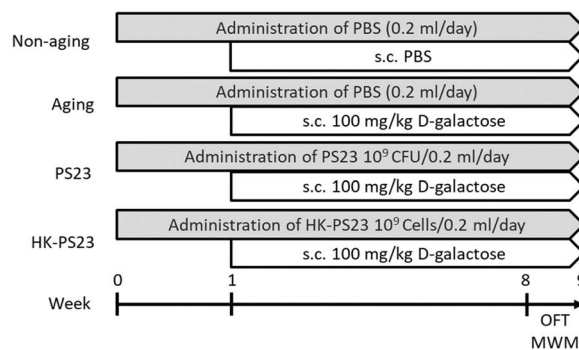 Non-aging
Administration of PBS (0.2 ml/day)
s.c. PBS
Aging
Administration of PBS (0.2 ml/day)
s.c. 100 mg/kg D-galactose
PS23
Administration of PS23 10⁹ CFU/0.2 ml/day
s.c. 100 mg/kg D-galactose
HK-PS23
Administration of HK-PS23 10⁹ Cells/0.2 ml/day
s.c. 100 mg/kg D-galactose
0 1 8 9
Week
OFT
MWM